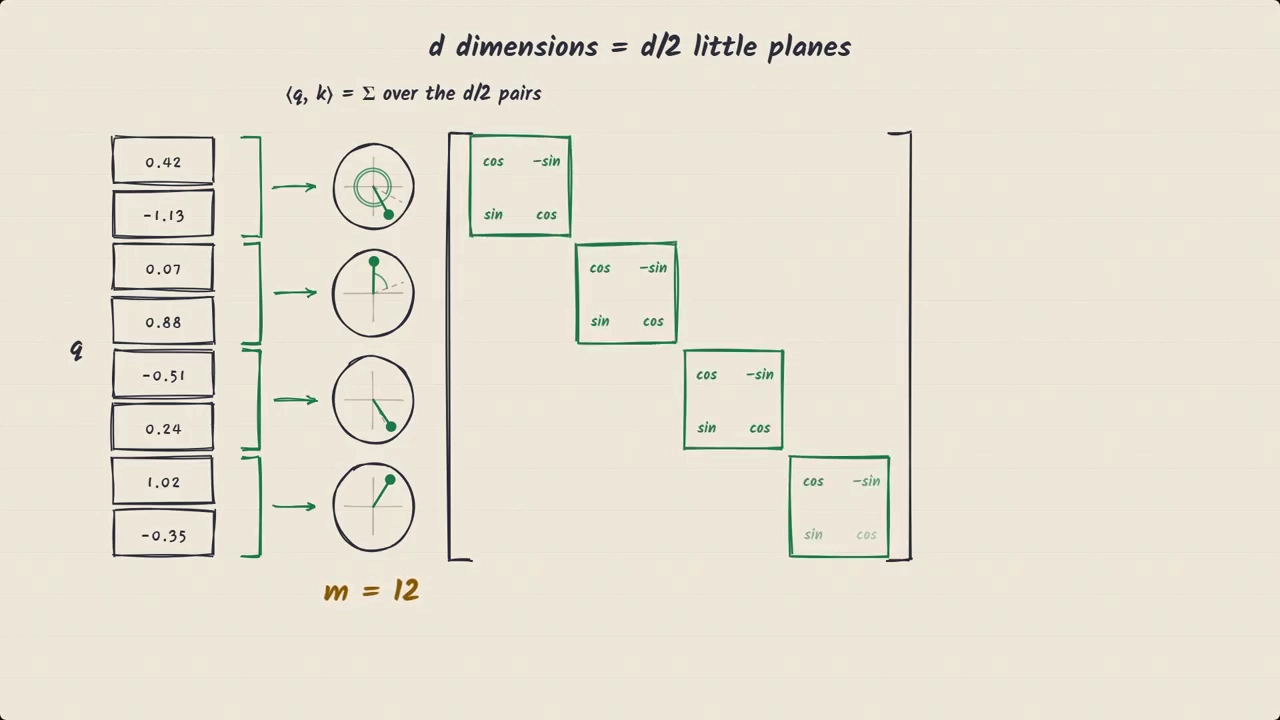 d dimensions = d/2 little planes
⟨q, k⟩ = Σ over the d/2 pairs
0.42
cos -sin
-1.13
sin cos
0.07
cos -sin
0.88
sin cos
q
-0.51
cos -sin
0.24
sin cos
1.02
cos -sin
-0.35
sin cos
m = 12